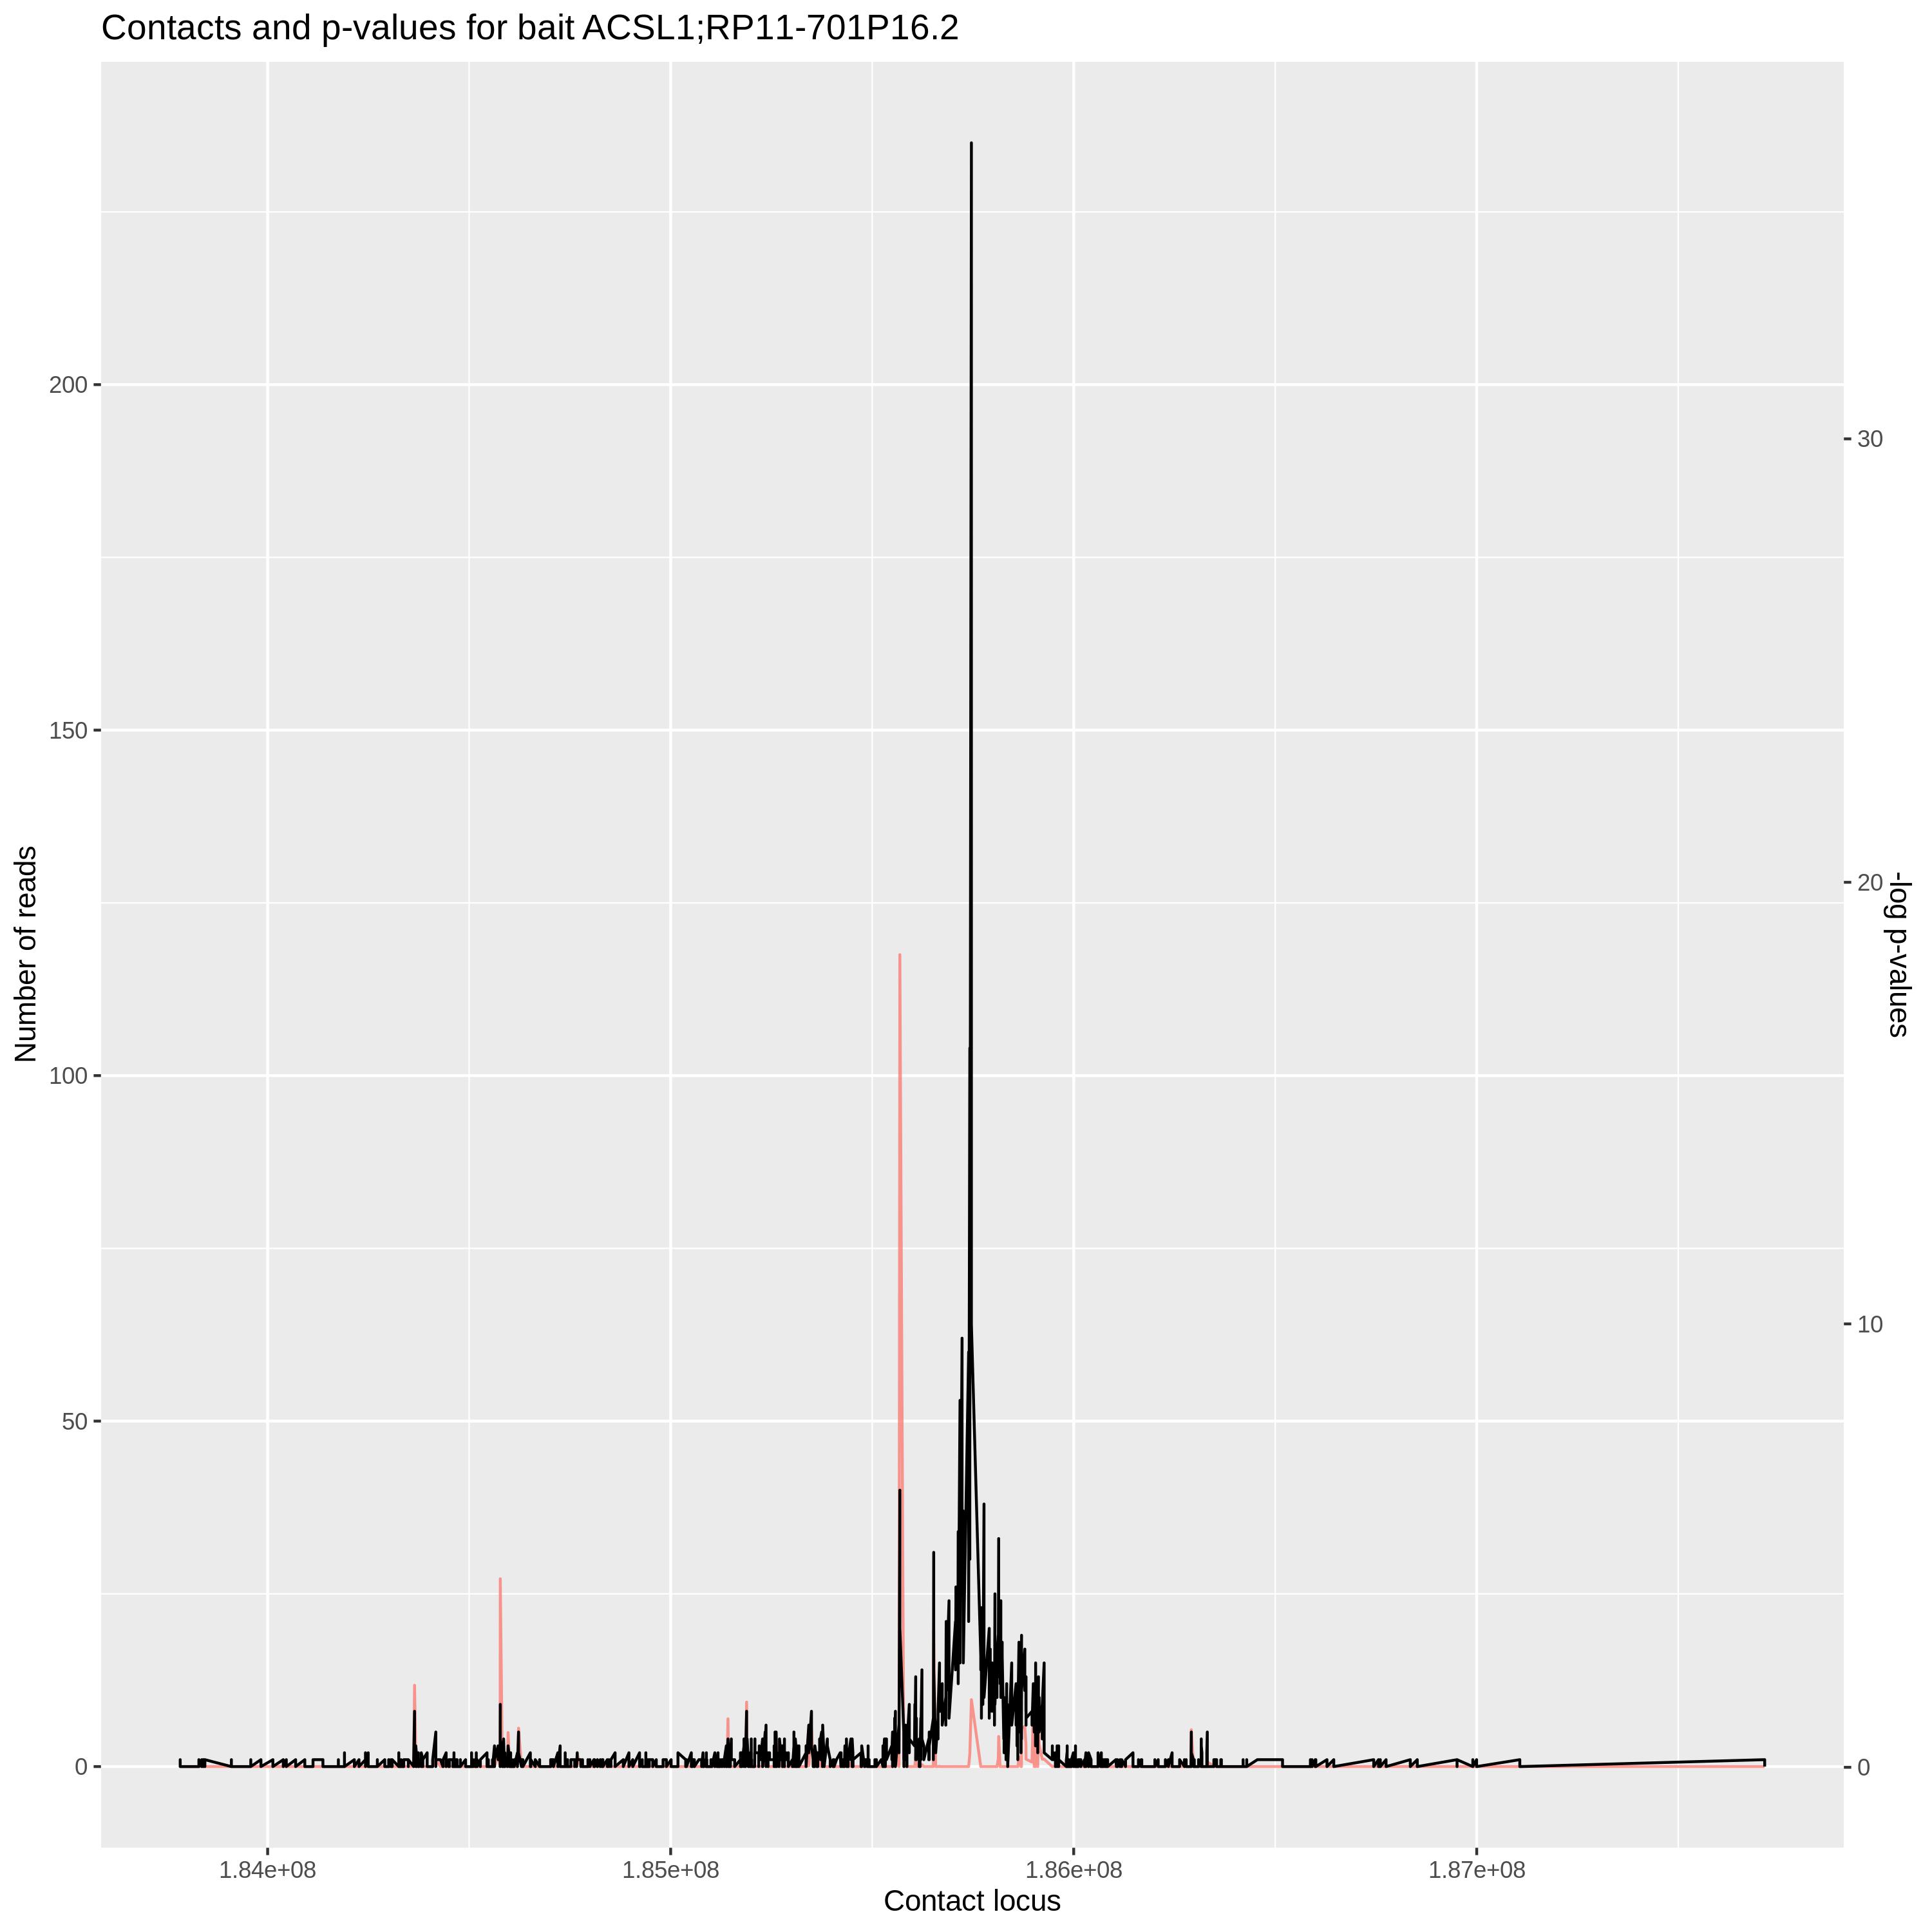 Contacts and p-values for bait ACSL1;RP11-701P16.2
Number of reads
200
150
100
50
0
30
20
10
0
-log p-values
1.84e+08 1.85e+08 1.86e+08 1.87e+08
Contact locus